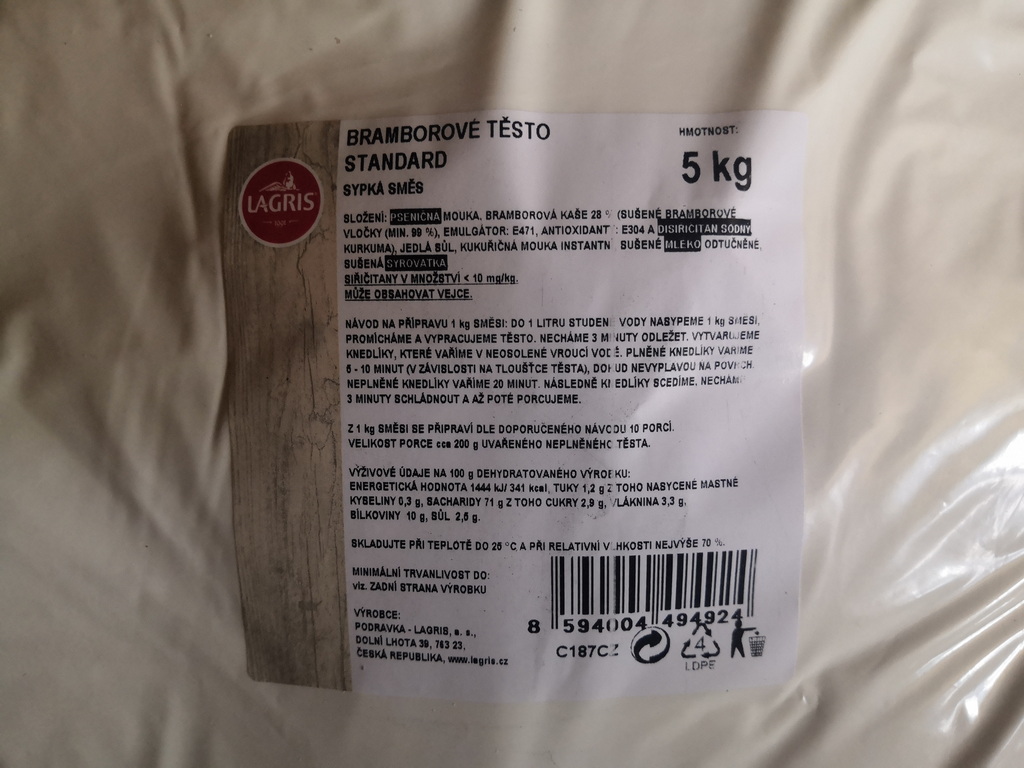 BRAMBOROVÉ TĚSTO
STANDARD
SYPKÁ SMĚS
HMOTNOST:
5 kg
LAGRIS
SLOŽENÍ: PŠENIČNÁ MOUKA, BRAMBOROVÁ KAŠE 28 % (SUŠENÉ BRAMBOROVÉ
VLOČKY (MIN. 99 %), EMULGÁTOR: E471, ANTIOXIDANT : E304 A DISIŘIČITAN SODNÝ
KURKUMA), JEDLÁ SŮL, KUKUŘIČNÁ MOUKA INSTANTN SUŠENÉ MLÉKO ODTUČNĚNÉ,
SUŠENÁ SYROVÁTKA
SIŘIČITANY V MNOŽSTVÍ < 10 mg/kg.
MŮŽE OBSAHOVAT VEJCE.
NÁVOD NA PŘÍPRAVU 1 kg SMĚSI: DO 1 LITRU STUDENÉ VODY NASYPEME 1 kg SMĚSI,
PROMÍCHÁME A VYPRACUJEME TĚSTO. NECHÁME 3 MINUTY ODLEŽET. VYTVARUJEME
KNEDLÍKY, KTERÉ VAŘÍME V NEOSOLENÉ VROUCÍ VODĚ. PLNĚNÉ KNEDLÍKY VAŘÍME
6 - 10 MINUT (V ZÁVISLOSTI NA TLOUŠŤCE TĚSTA), DOKUD NEVYPLAVOU NA POVRCH.
NEPLNĚNÉ KNEDLÍKY VAŘÍME 20 MINUT. NÁSLEDNĚ KNEDLÍKY SCEDÍME, NECHÁME
3 MINUTY SCHLÁDNOUT A AŽ POTÉ PORCUJEME.
Z 1 kg SMĚSI SE PŘIPRAVÍ DLE DOPORUČENÉHO NÁVODU 10 PORCÍ.
VELIKOST PORCE cca 200 g UVAŘENÉHO NEPLNĚNÉHO TĚSTA.
VÝŽIVOVÉ ÚDAJE NA 100 g DEHYDRATOVANÉHO VÝROBKU:
ENERGETICKÁ HODNOTA 1444 kJ/ 341 kcal, TUKY 1,2 g Z TOHO NASYCENÉ MASTNÉ
KYSELINY 0,3 g, SACHARIDY 71 g Z TOHO CUKRY 2,9 g, VLÁKNINA 3,3 g,
BÍLKOVINY 10 g, SŮL 2,5 g.
SKLADUJTE PŘI TEPLOTĚ DO 25 °C A PŘI RELATIVNÍ VLHKOSTI NEJVÝŠE 70 %.
MINIMÁLNÍ TRVANLIVOST DO:
viz. ZADNÍ STRANA VÝROBKU
VÝROBCE:
PODRAVKA - LAGRIS, a. s.,
DOLNÍ LHOTA 39, 763 23,
ČESKÁ REPUBLIKA, www.lagris.cz
8 594004 494924
C187CZ
4
LDPE